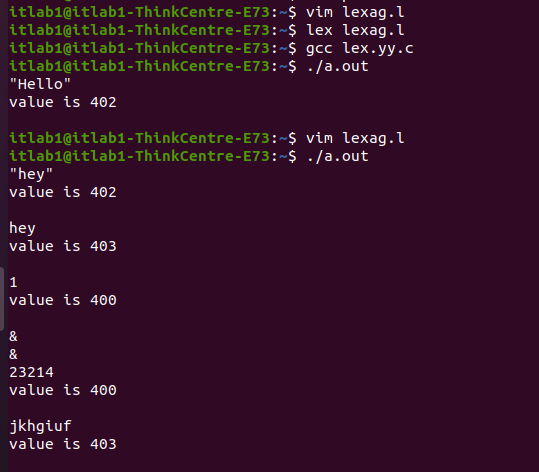 itlab1@itlab1-ThinkCentre-E73:~$ vim lexag.l
itlab1@itlab1-ThinkCentre-E73:~$ lex lexag.l
itlab1@itlab1-ThinkCentre-E73:~$ gcc lex.yy.c
itlab1@itlab1-ThinkCentre-E73:~$ ./a.out
"Hello"
value is 402
itlab1@itlab1-ThinkCentre-E73:~$ vim lexag.l
itlab1@itlab1-ThinkCentre-E73:~$ ./a.out
"hey"
value is 402
hey
value is 403
1
value is 400
&
&
23214
value is 400
jkhgiuf
value is 403